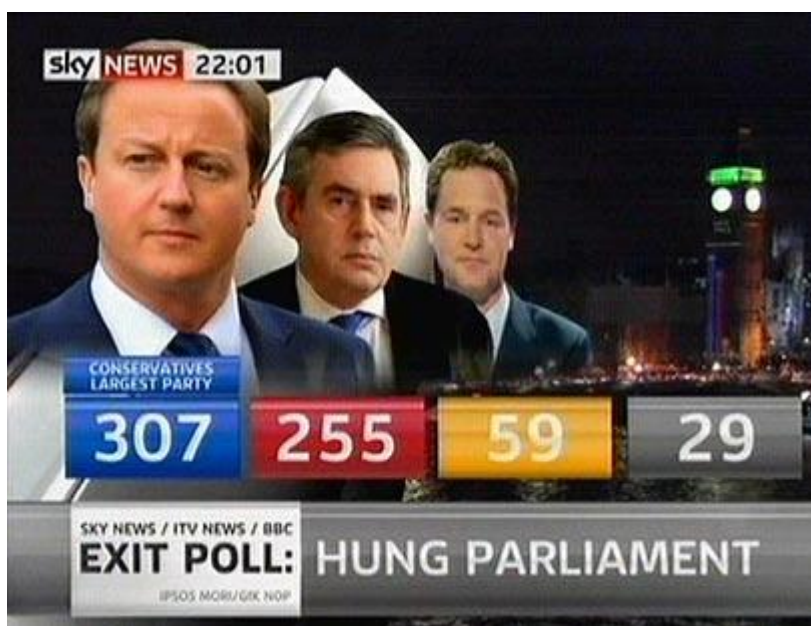 sky NEWS 22:01
CONSERVATIVES
LARGEST PARTY
307 255 59 29
SKY NEWS / ITV NEWS / BBC
EXIT POLL: HUNG PARLIAMENT
IPSOS MORI/GfK NOP